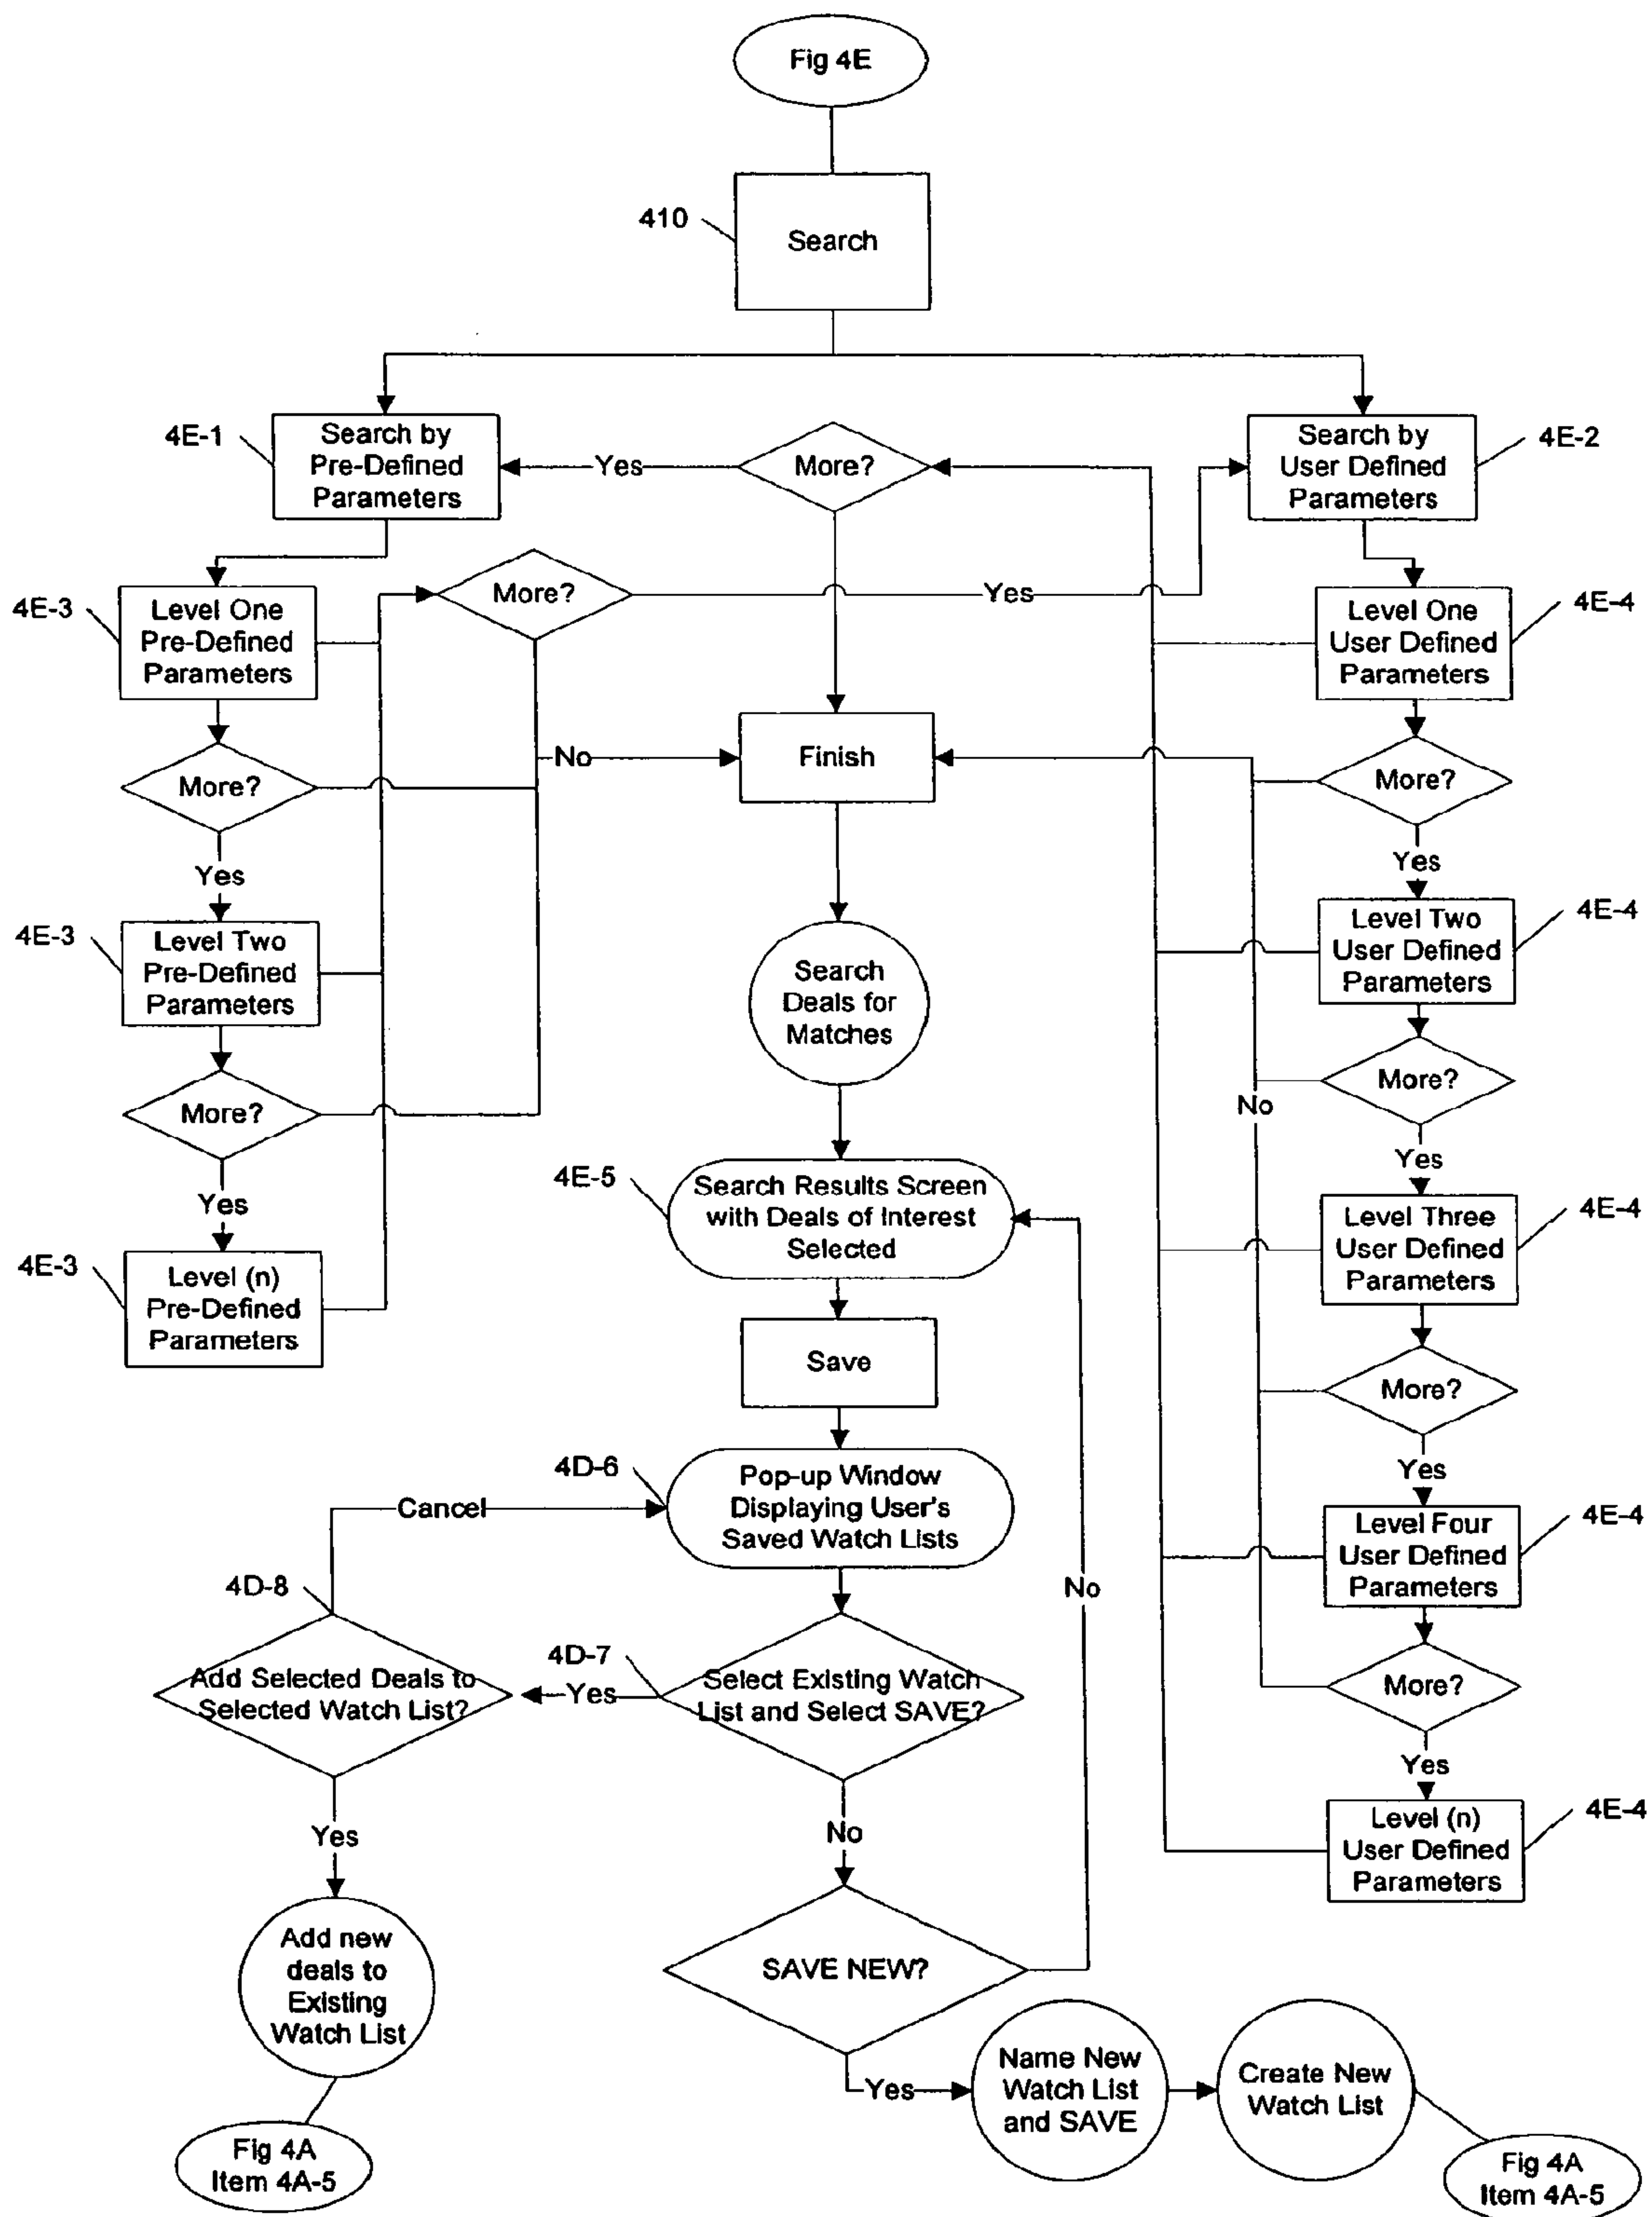 Fig 4E
410
Search
4E-1
Search by
Pre-Defined
Parameters
Yes
More?
Search by
User Defined
Parameters
4E-2
4E-3
Level One
Pre-Defined
Parameters
More?
Yes
Level One
User Defined
Parameters
4E-4
More?
No
Finish
More?
Yes
Yes
4E-3
Level Two
Pre-Defined
Parameters
Search
Deals for
Matches
Level Two
User Defined
Parameters
4E-4
More?
More?
No
Yes
Yes
4E-5
Search Results Screen
with Deals of Interest
Selected
Level Three
User Defined
Parameters
4E-4
4E-3
Level (n)
Pre-Defined
Parameters
Save
More?
Yes
4D-6
Pop-up Window
Displaying User's
Saved Watch Lists
Cancel
Level Four
User Defined
Parameters
4E-4
No
4D-8
Add Selected Deals to
Selected Watch List?
Yes
4D-7
Select Existing Watch
List and Select SAVE?
More?
Yes
Yes
No
Level (n)
User Defined
Parameters
4E-4
Add new
deals to
Existing
Watch List
SAVE NEW?
Yes
Name New
Watch List
and SAVE
Create New
Watch List
Fig 4A
Item 4A-5
Fig 4A
Item 4A-5